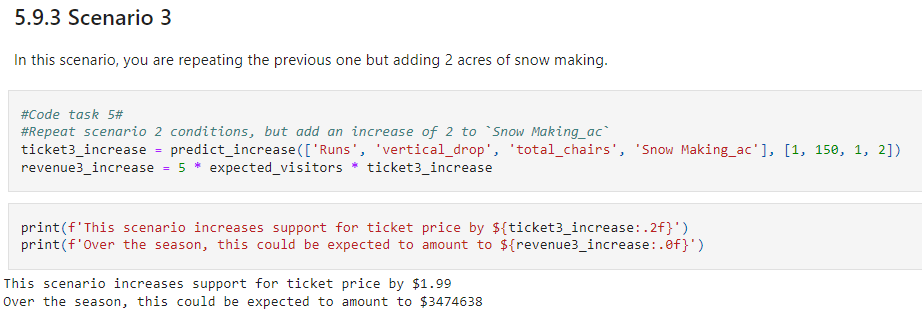 5.9.3 Scenario 3
In this scenario, you are repeating the previous one but adding 2 acres of snow making.
#Code task 5#
#Repeat scenario 2 conditions, but add an increase of 2 to `Snow Making_ac`
ticket3_increase = predict_increase(['Runs', 'vertical_drop', 'total_chairs', 'Snow Making_ac'], [1, 150, 1, 2])
revenue3_increase = 5 * expected_visitors * ticket3_increase
print(f'This scenario increases support for ticket price by ${ticket3_increase:.2f}')
print(f'Over the season, this could be expected to amount to ${revenue3_increase:.0f}')
This scenario increases support for ticket price by $1.99
Over the season, this could be expected to amount to $3474638